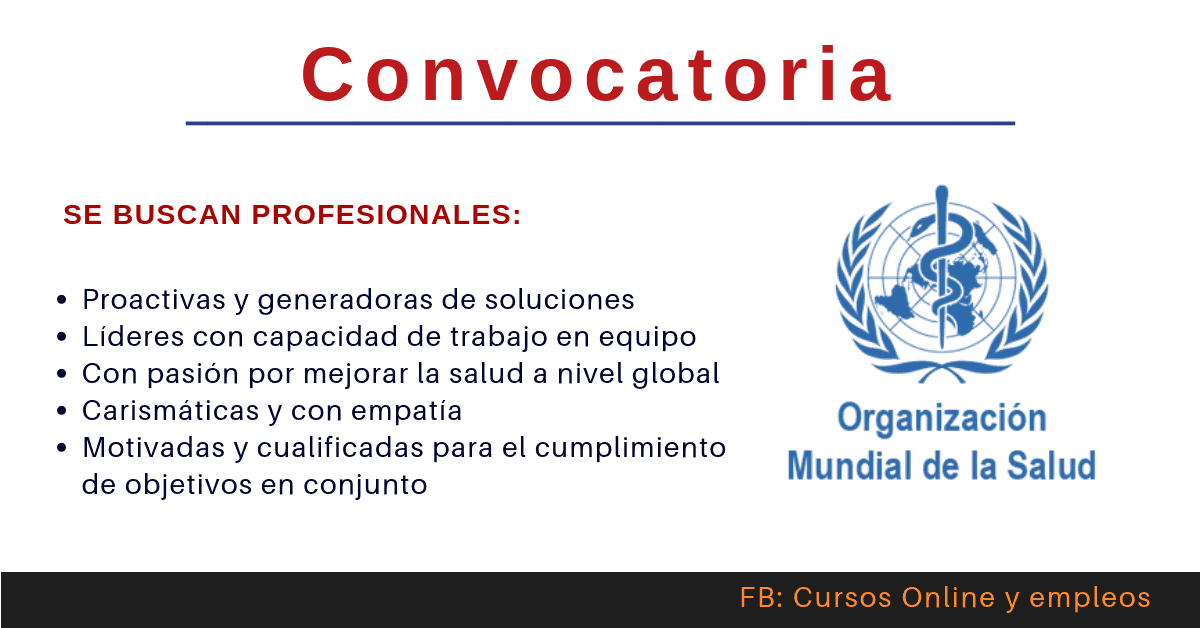 Convocatoria
SE BUSCAN PROFESIONALES:
• Proactivas y generadoras de soluciones
• Líderes con capacidad de trabajo en equipo
• Con pasión por mejorar la salud a nivel global
• Carismáticas y con empatía
• Motivadas y cualificadas para el cumplimiento
de objetivos en conjunto
Organización
Mundial de la Salud
FB: Cursos Online y empleos